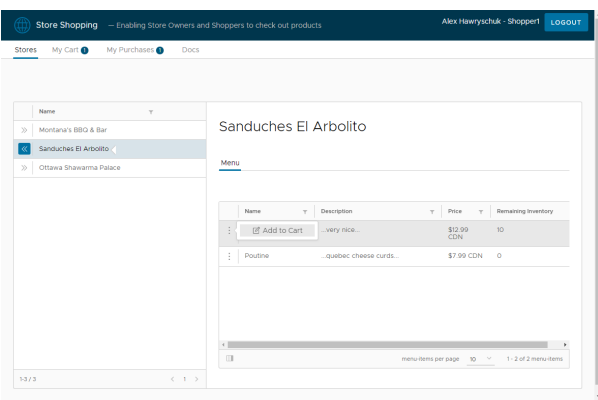 Store Shopping — Enabling Store Owners and Shoppers to check out products
Alex Hawryschuk - Shopper1 LOGOUT
Stores My Cart 1 My Purchases 1 Docs
Name
Montana's BBQ & Bar
Sanduches El Arbolito
Ottawa Shawarma Palace
1-3 / 3
1
Sanduches El Arbolito
Menu
Name Description Price Remaining Inventory
Add to Cart ...very nice... $12.99 10
CDN
Poutine ...quebec cheese curds... $7.99 CDN 0
menu-items per page 10 1 - 2 of 2 menu-items